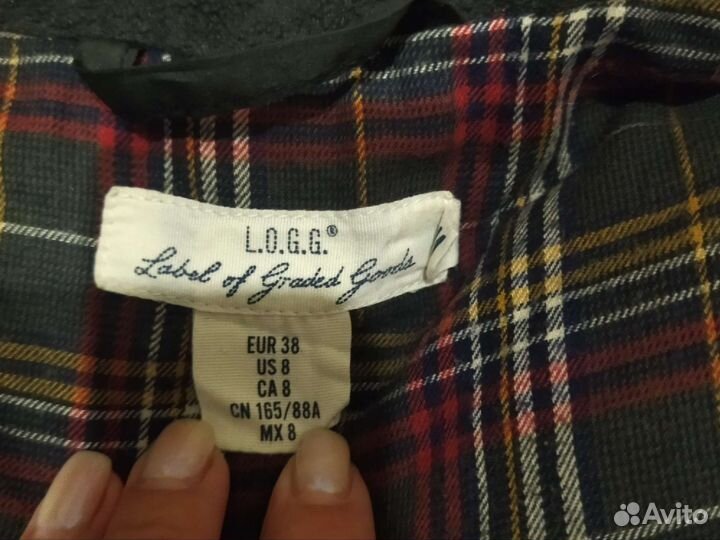 L.O.G.G.®
Label of Graded Goods
EUR 38
US 8
CA 8
CN 165/88A
MX 8
Avito